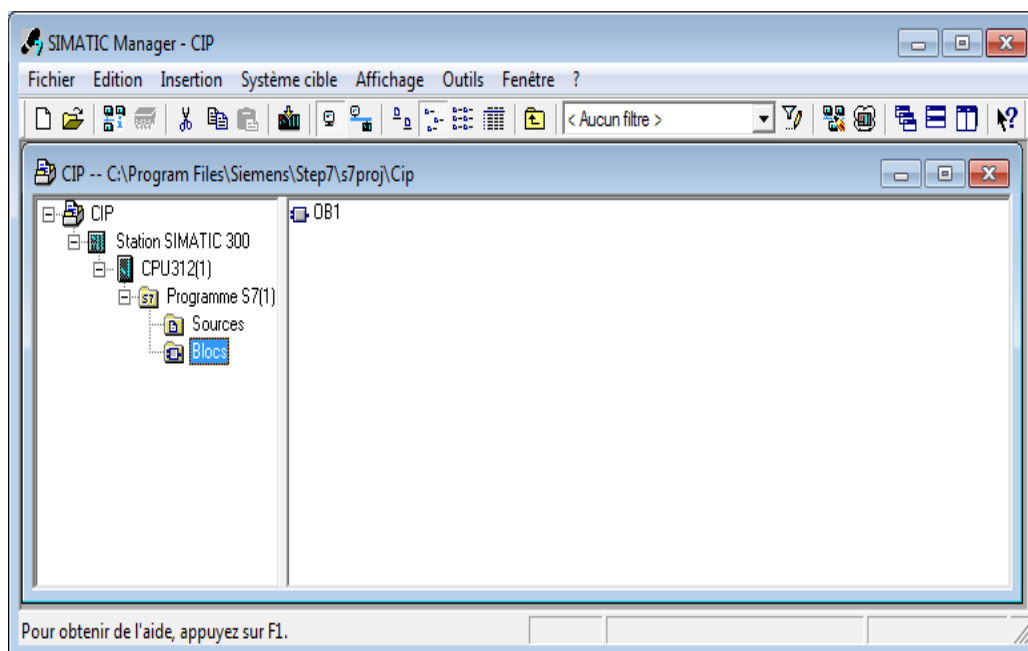 SIMATIC Manager - CIP
Fichier Edition Insertion Système cible Affichage Outils Fenêtre ?
< Aucun filtre >
CIP -- C:\Program Files\Siemens\Step7\s7proj\Cip
CIP
OB1
Station SIMATIC 300
CPU312(1)
Programme S7(1)
Sources
Blocs
Pour obtenir de l'aide, appuyez sur F1.